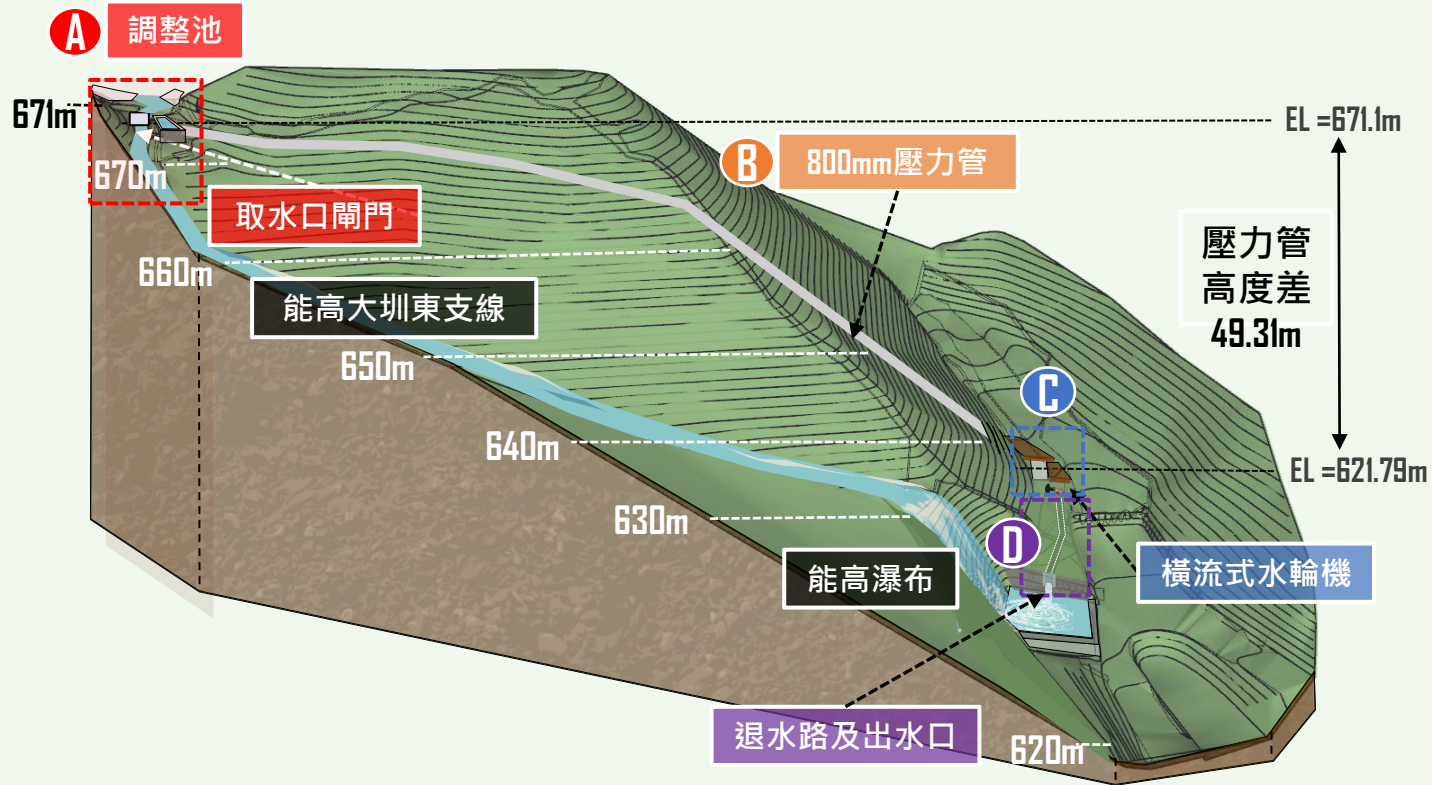 A
調整池
671m
EL =671.1m
670m
B
800mm壓力管
取水口閘門
壓力管
高度差
49.31m
660m
能高大圳東支線
650m
C
640m
EL =621.79m
630m
D
能高瀑布
橫流式水輪機
退水路及出水口
620m